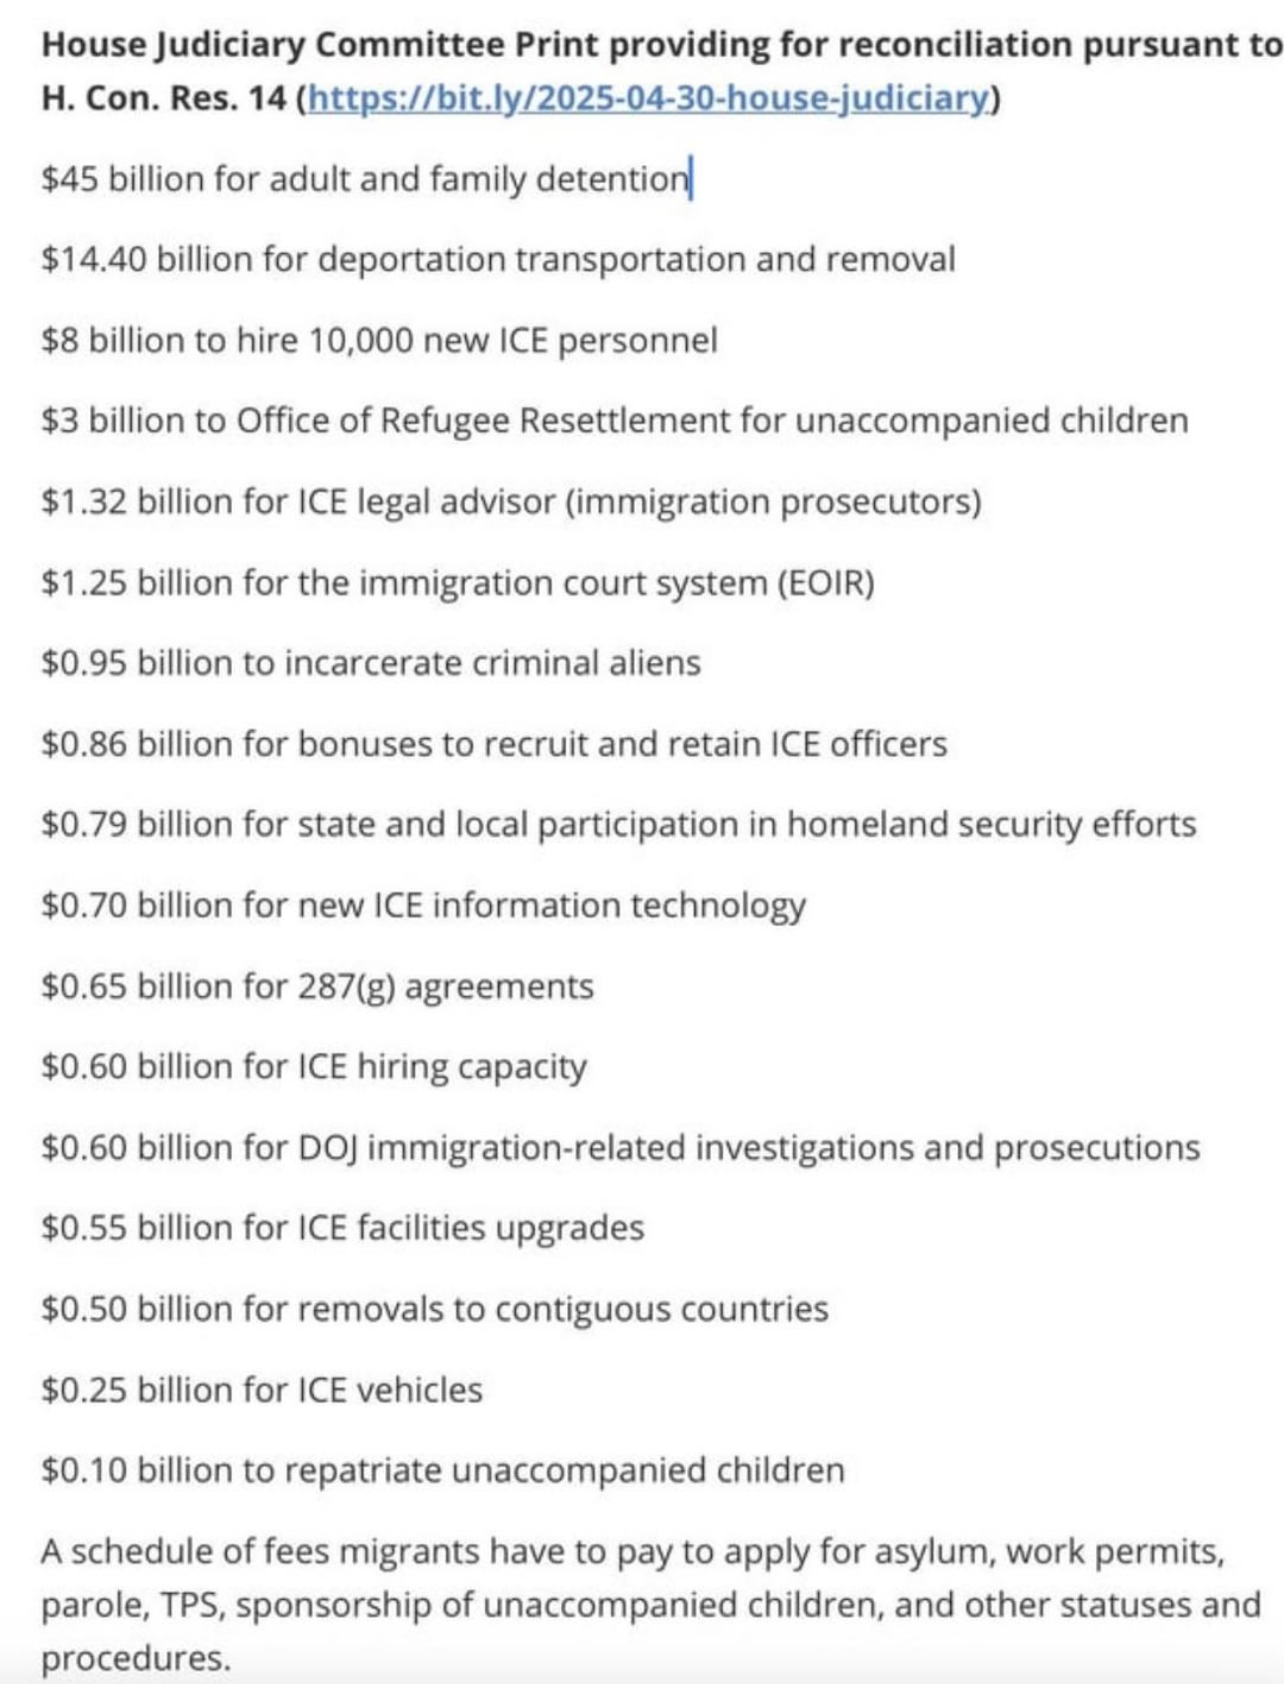 House Judiciary Committee Print providing for reconciliation pursuant to
H. Con. Res. 14 (https://bit.ly/2025-04-30-house-judiciary)
$45 billion for adult and family detention
$14.40 billion for deportation transportation and removal
$8 billion to hire 10,000 new ICE personnel
$3 billion to Office of Refugee Resettlement for unaccompanied children
$1.32 billion for ICE legal advisor (immigration prosecutors)
$1.25 billion for the immigration court system (EOIR)
$0.95 billion to incarcerate criminal aliens
$0.86 billion for bonuses to recruit and retain ICE officers
$0.79 billion for state and local participation in homeland security efforts
$0.70 billion for new ICE information technology
$0.65 billion for 287(g) agreements
$0.60 billion for ICE hiring capacity
$0.60 billion for DOJ immigration-related investigations and prosecutions
$0.55 billion for ICE facilities upgrades
$0.50 billion for removals to contiguous countries
$0.25 billion for ICE vehicles
$0.10 billion to repatriate unaccompanied children
A schedule of fees migrants have to pay to apply for asylum, work permits,
parole, TPS, sponsorship of unaccompanied children, and other statuses and
procedures.